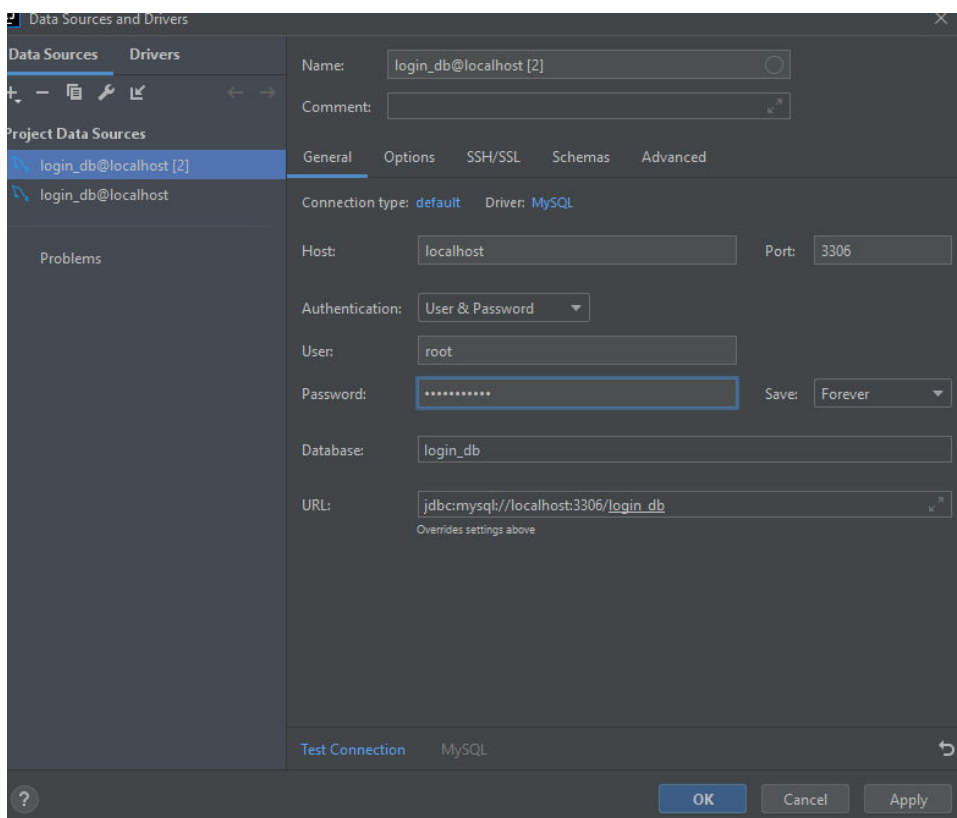 Data Sources and Drivers
Data Sources Drivers
Name: login_db@localhost [2]
Comment:
Project Data Sources
login_db@localhost [2]
login_db@localhost
Problems
General Options SSH/SSL Schemas Advanced
Connection type: default Driver: MySQL
Host: localhost Port: 3306
Authentication: User & Password
User: root
Password: ••••••••••• Save: Forever
Database: login_db
URL: jdbc:mysql://localhost:3306/login_db
Overrides settings above
Test Connection MySQL
? OK Cancel Apply